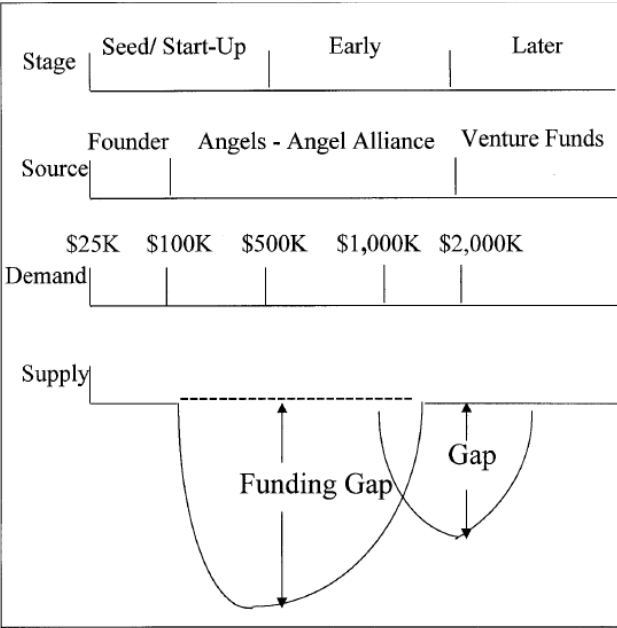 Stage
Seed/ Start-Up Early Later
Source
Founder Angels - Angel Alliance Venture Funds
$25K $100K $500K $1,000K $2,000K
Demand
Supply
Funding Gap
Gap